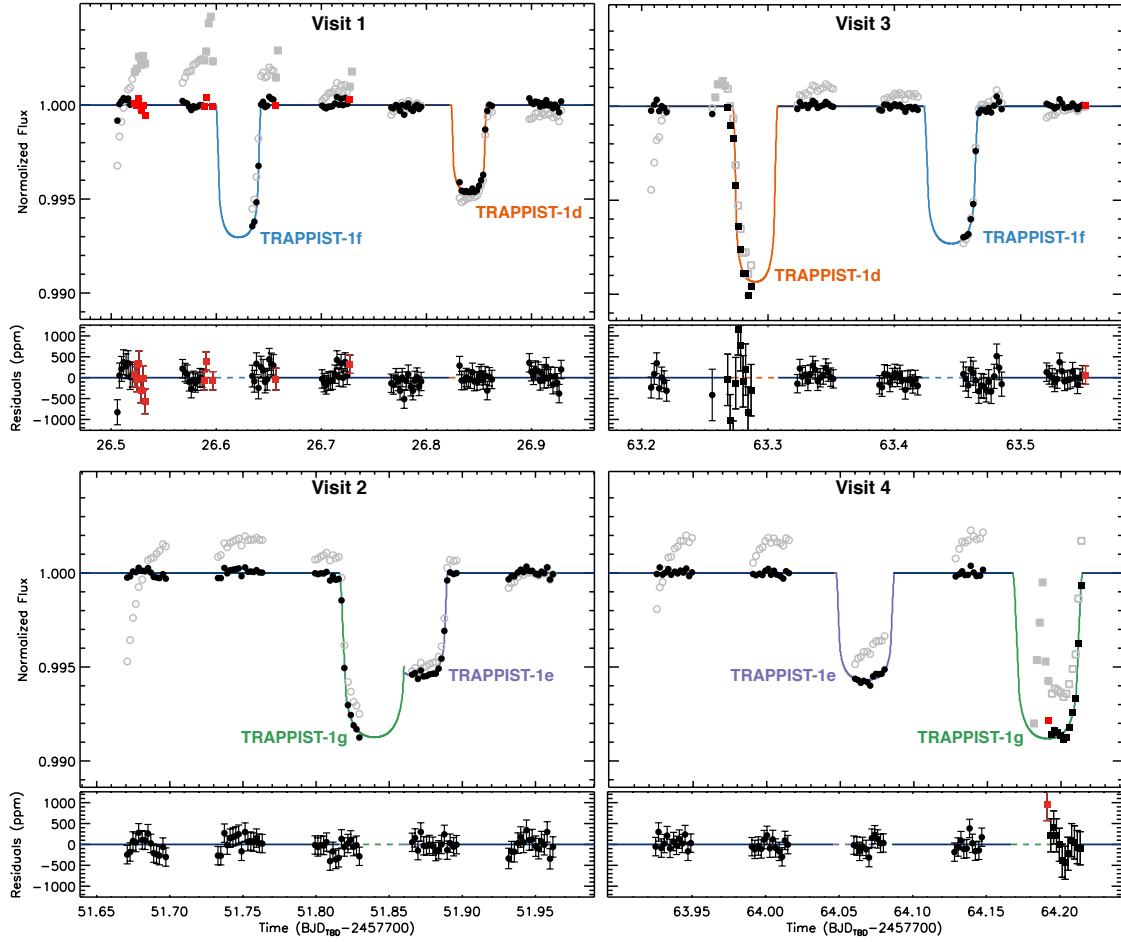 Visit 1
Visit 3
1.000
0.995
0.990
Normalized Flux
TRAPPIST-1f
TRAPPIST-1d
TRAPPIST-1d
TRAPPIST-1f
1000
500
0
−500
−1000
Residuals (ppm)
26.5 26.6 26.7 26.8 26.9
63.2 63.3 63.4 63.5
Visit 2
Visit 4
1.000
0.995
0.990
Normalized Flux
TRAPPIST-1g
TRAPPIST-1e
TRAPPIST-1e
TRAPPIST-1g
1000
500
0
−500
−1000
Residuals (ppm)
51.65 51.70 51.75 51.80 51.85 51.90 51.95
63.95 64.00 64.05 64.10 64.15 64.20
Time (BJD_TBD−2457700)
Time (BJD_TBD−2457700)